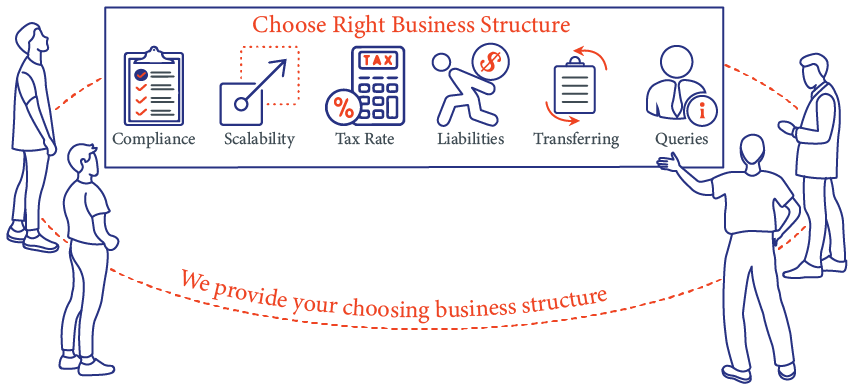 Choose Right Business Structure
TAX
$
%
i
Compliance Scalability Tax Rate Liabilities Transferring Queries
We provide your choosing business structure